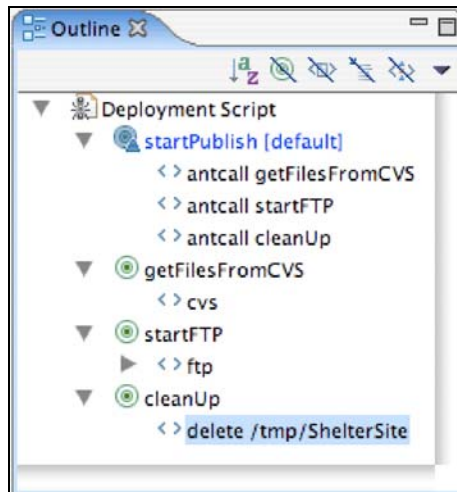 Outline
a
z
Deployment Script
startPublish [default]
antcall getFilesFromCVS
antcall startFTP
antcall cleanUp
getFilesFromCVS
cvs
startFTP
ftp
cleanUp
delete /tmp/ShelterSite